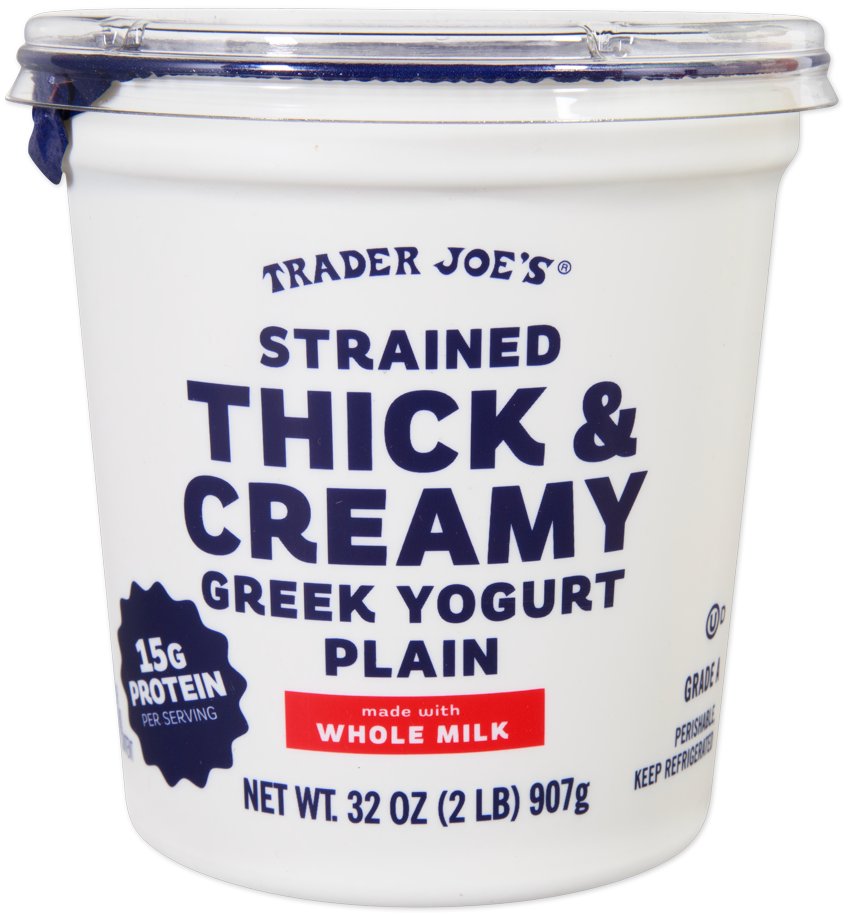 TRADER JOE'S®
STRAINED
THICK &
CREAMY
GREEK YOGURT
PLAIN
made with
WHOLE MILK
15G
PROTEIN
PER SERVING
NET WT. 32 OZ (2 LB) 907g
U D
GRADE A
PERISHABLE
KEEP REFRIGERATED